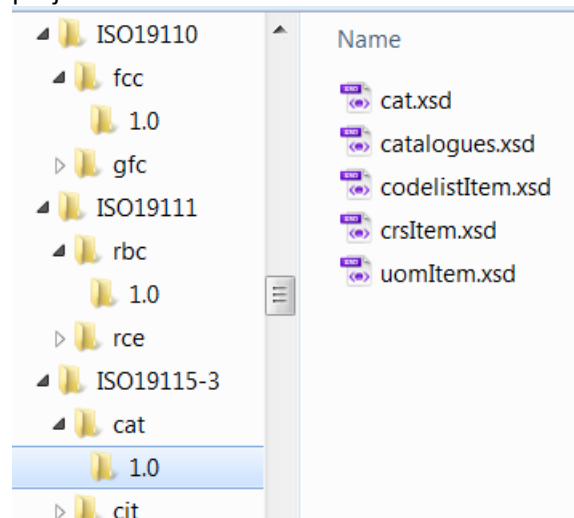 ISO19110
fcc
1.0
gfc
ISO19111
rbc
1.0
rce
ISO19115-3
cat
1.0
cit
Name
cat.xsd
catalogues.xsd
codelistItem.xsd
crsItem.xsd
uomItem.xsd